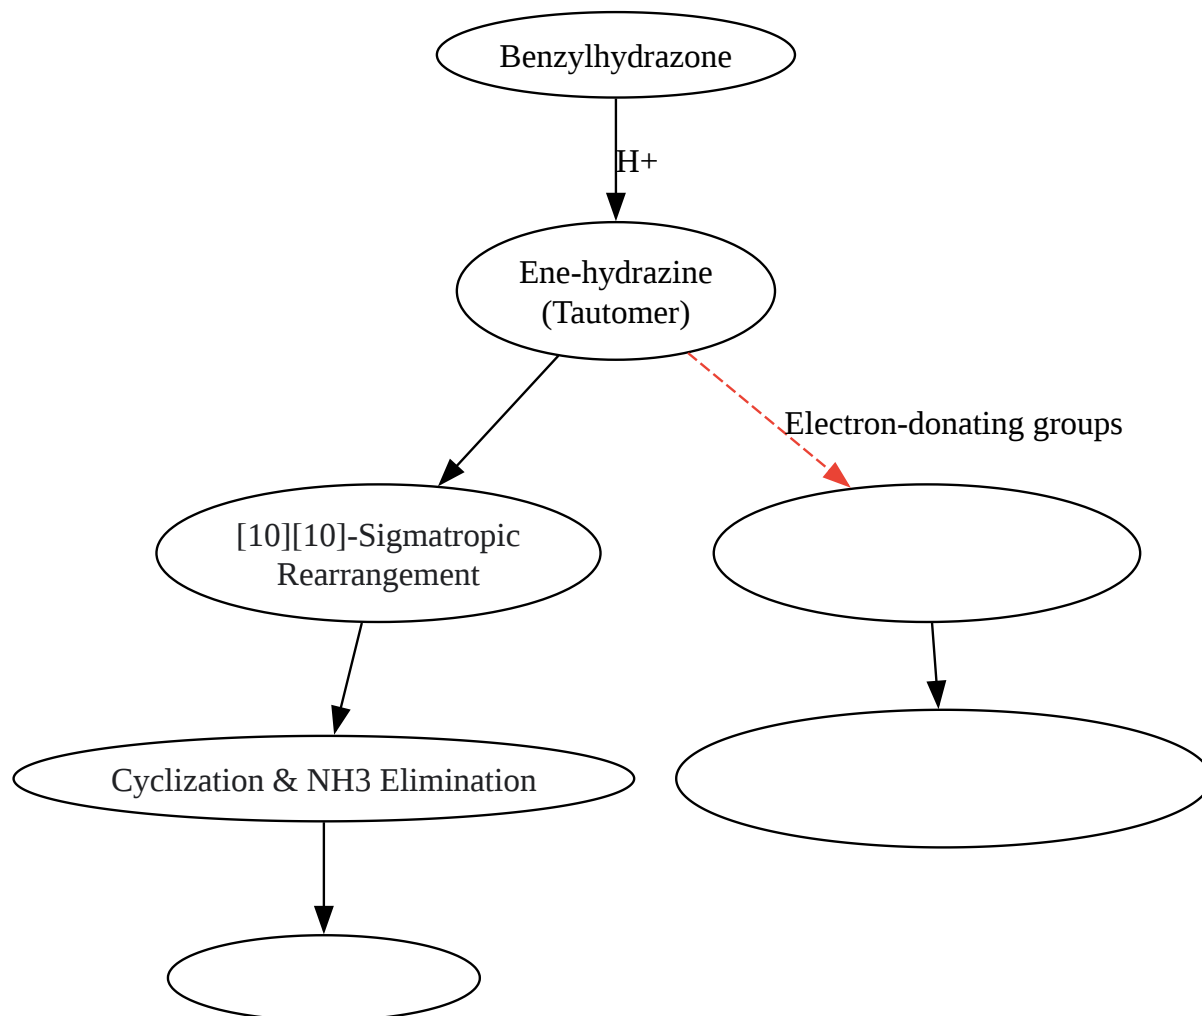 Benzylhydrazone
H+
Ene-hydrazine
(Tautomer)
Electron-donating groups
[10][10]-Sigmatropic
Rearrangement
Cyclization & NH3 Elimination